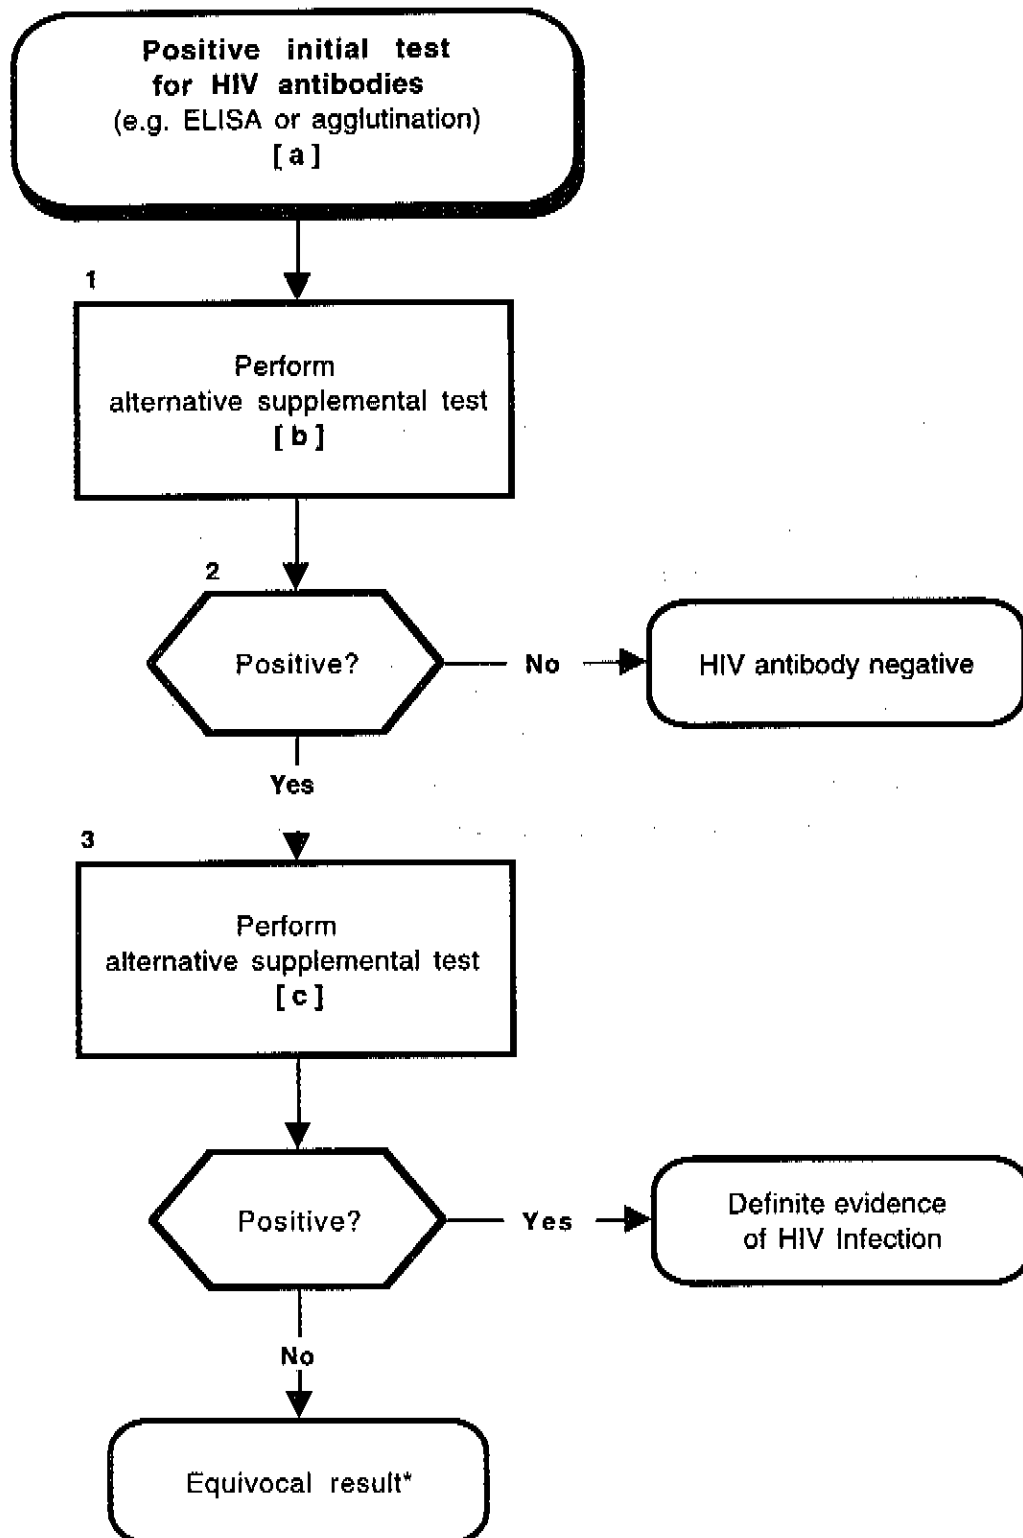 Positive initial test
for HIV antibodies
(e.g. ELISA or agglutination)
[a]
1
Perform
alternative supplemental test
[b]
2
Positive?
No
HIV antibody negative
Yes
3
Perform
alternative supplemental test
[c]
Positive?
Yes
Definite evidence
of HIV Infection
No
Equivocal result*